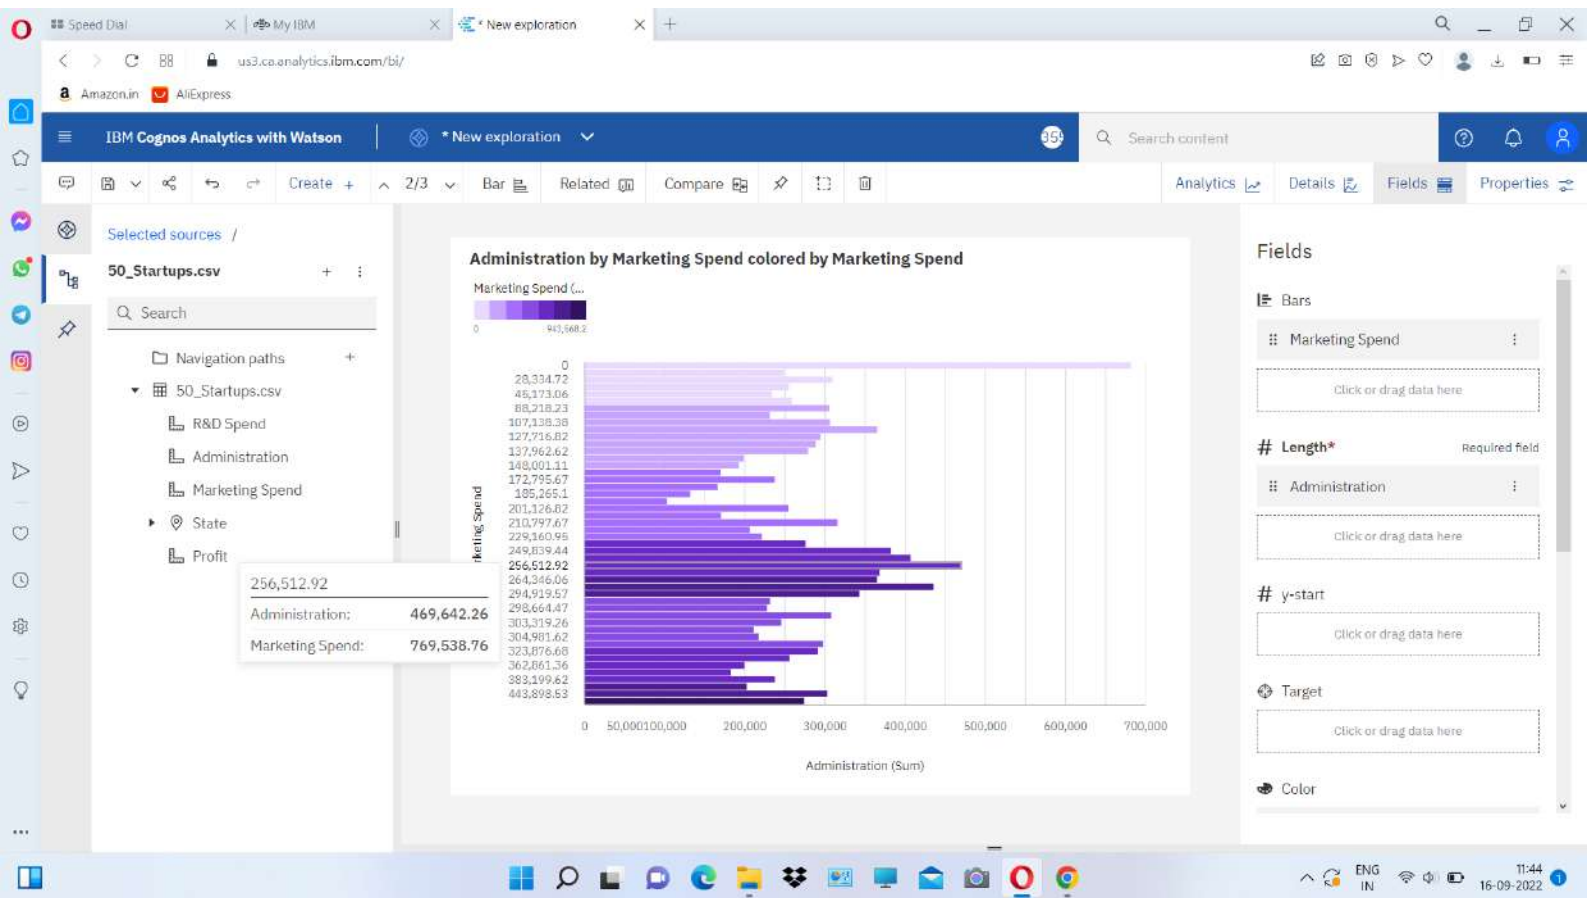 Speed Dial
My IBM
* New exploration
us3.ca.analytics.ibm.com/bi/
Amazon.in
AliExpress
IBM Cognos Analytics with Watson
* New exploration
Search content
Create +
2/3
Bar
Related
Compare
Analytics
Details
Fields
Properties
Selected sources /
50_Startups.csv
Search
Navigation paths
50_Startups.csv
R&D Spend
Administration
Marketing Spend
State
Profit
256,512.92
Administration: 469,642.26
Marketing Spend: 769,538.76
Administration by Marketing Spend colored by Marketing Spend
Marketing Spend (...
0 943,568.2
0
28,334.72
45,173.06
88,218.23
107,138.38
127,716.82
137,962.62
148,001.11
172,795.67
185,265.1
201,126.82
210,797.67
229,160.95
249,839.44
256,512.92
264,346.06
294,919.57
298,664.47
303,319.26
304,981.62
323,876.68
362,861.36
383,199.62
443,898.53
0 50,000 100,000 200,000 300,000 400,000 500,000 600,000 700,000
Administration (Sum)
Fields
Bars
Marketing Spend
Click or drag data here
# Length* Required field
Administration
Click or drag data here
# y-start
Click or drag data here
Target
Click or drag data here
Color
ENG
IN
11:44
16-09-2022
1